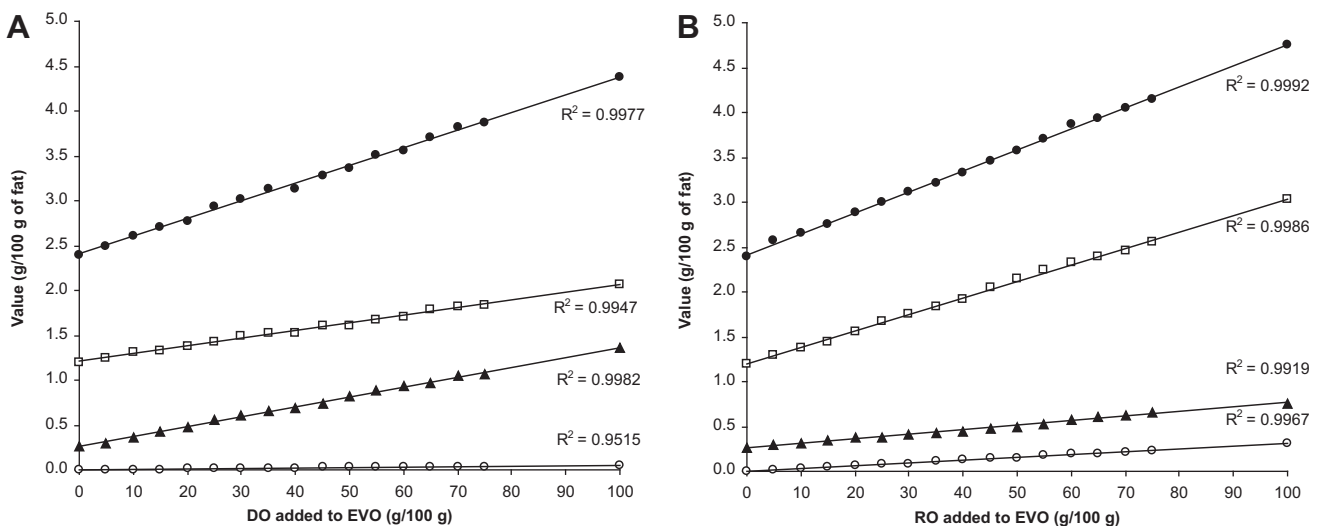 A
Value (g/100 g of fat)
5.0
4.5
4.0
3.5
3.0
2.5
2.0
1.5
1.0
0.5
0.0
R² = 0.9977
R² = 0.9947
R² = 0.9982
R² = 0.9515
0 10 20 30 40 50 60 70 80 90 100
DO added to EVO (g/100 g)
B
Value (g/100 g of fat)
5.0
4.5
4.0
3.5
3.0
2.5
2.0
1.5
1.0
0.5
0.0
R² = 0.9992
R² = 0.9986
R² = 0.9919
R² = 0.9967
0 10 20 30 40 50 60 70 80 90 100
RO added to EVO (g/100 g)